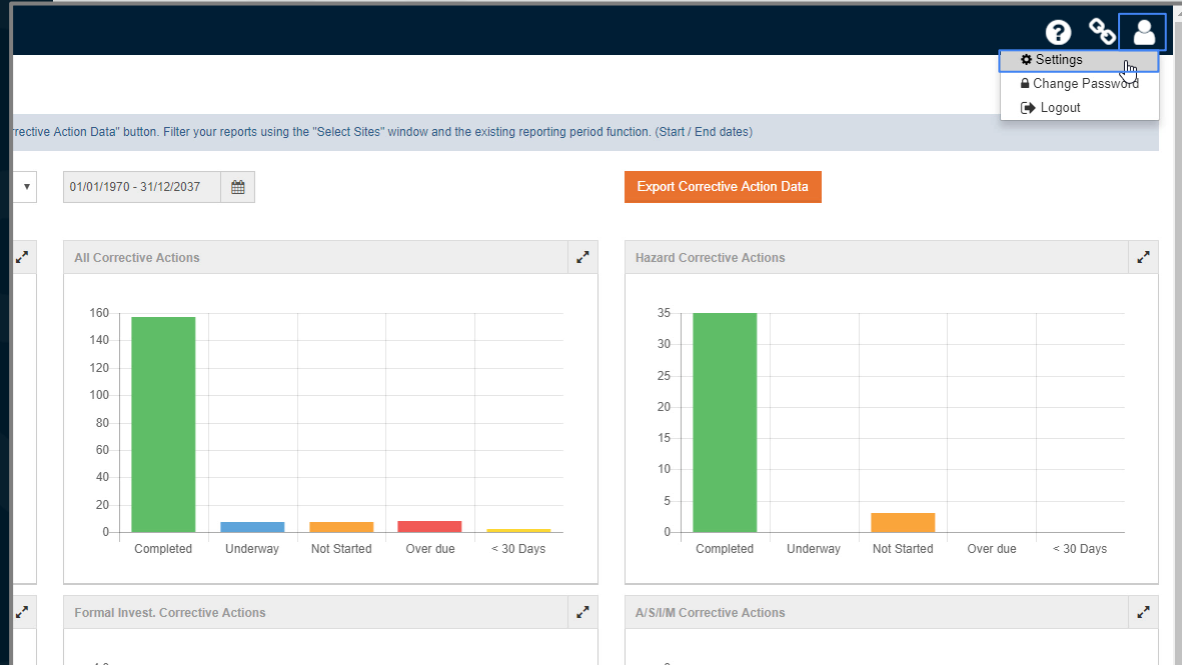 Settings
Change Password
Logout
rective Action Data" button. Filter your reports using the "Select Sites" window and the existing reporting period function. (Start / End dates)
01/01/1970 - 31/12/2037
Export Corrective Action Data
All Corrective Actions
160
140
120
100
80
60
40
20
0
Completed Underway Not Started Over due < 30 Days
Hazard Corrective Actions
35
30
25
20
15
10
5
0
Completed Underway Not Started Over due < 30 Days
Formal Invest. Corrective Actions
A/S/I/M Corrective Actions